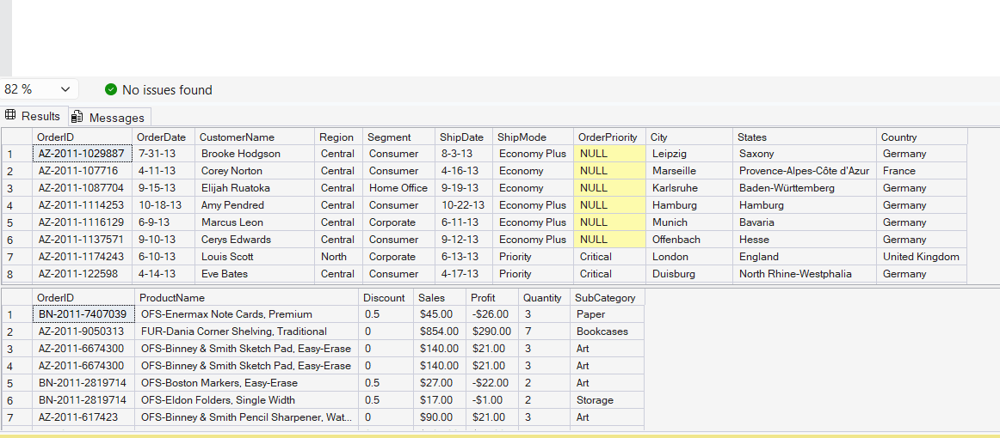 82 % No issues found
Results Messages
OrderID OrderDate CustomerName Region Segment ShipDate ShipMode OrderPriority City States Country
1 AZ-2011-1029887 7-31-13 Brooke Hodgson Central Consumer 8-3-13 Economy Plus NULL Leipzig Saxony Germany
2 AZ-2011-107716 4-11-13 Corey Norton Central Consumer 4-16-13 Economy NULL Marseille Provence-Alpes-Côte d'Azur France
3 AZ-2011-1087704 9-15-13 Elijah Ruatoka Central Home Office 9-19-13 Economy NULL Karlsruhe Baden-Württemberg Germany
4 AZ-2011-1114253 10-18-13 Amy Pendred Central Consumer 10-22-13 Economy Plus NULL Hamburg Hamburg Germany
5 AZ-2011-1116129 6-9-13 Marcus Leon Central Corporate 6-11-13 Economy Plus NULL Munich Bavaria Germany
6 AZ-2011-1137571 9-10-13 Cerys Edwards Central Consumer 9-12-13 Economy Plus NULL Offenbach Hesse Germany
7 AZ-2011-1174243 6-10-13 Louis Scott North Corporate 6-13-13 Priority Critical London England United Kingdom
8 AZ-2011-122598 4-14-13 Eve Bates Central Consumer 4-17-13 Priority Critical Duisburg North Rhine-Westphalia Germany
OrderID ProductName Discount Sales Profit Quantity SubCategory
1 BN-2011-7407039 OFS-Enermax Note Cards, Premium 0.5 $45.00 -$26.00 3 Paper
2 AZ-2011-9050313 FUR-Dania Corner Shelving, Traditional 0 $854.00 $290.00 7 Bookcases
3 AZ-2011-6674300 OFS-Binney & Smith Sketch Pad, Easy-Erase 0 $140.00 $21.00 3 Art
4 AZ-2011-6674300 OFS-Binney & Smith Sketch Pad, Easy-Erase 0 $140.00 $21.00 3 Art
5 BN-2011-2819714 OFS-Boston Markers, Easy-Erase 0.5 $27.00 -$22.00 2 Art
6 BN-2011-2819714 OFS-Eldon Folders, Single Width 0.5 $17.00 -$1.00 2 Storage
7 AZ-2011-617423 OFS-Binney & Smith Pencil Sharpener, Wat... 0 $90.00 $21.00 3 Art